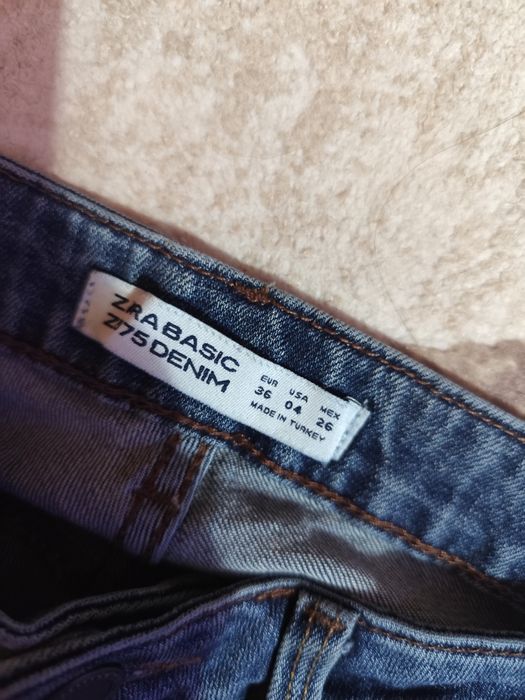 ZRA BASIC
Z1975 DENIM
EUR USA MEX
36 04 26
MADE IN TURKEY